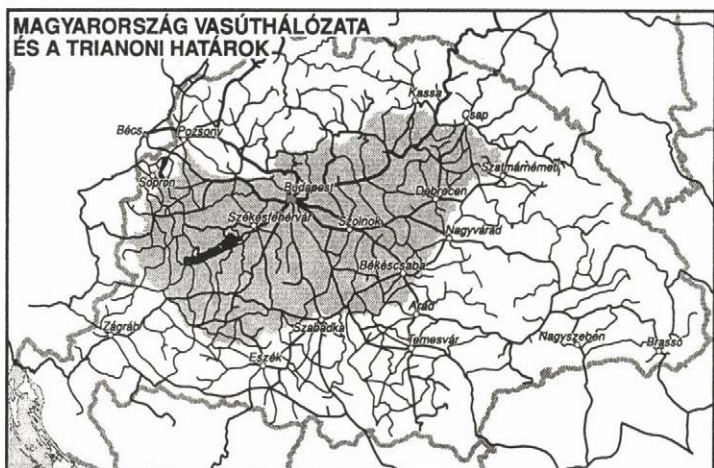 MAGYARORSZÁG VASÚTHÁLÓZATA
ÉS A TRIANONI HATÁROK
Kassa
Csap
Bécs
Pozsony
Szatmárnémeti
Sopron
Budapest
Debrecen
Székesfehérvár
Szolnok
Nagyvárad
Békéscsaba
Arad
Zágráb
Szabadka
Temesvár
Nagyszeben
Brassó
Eszék